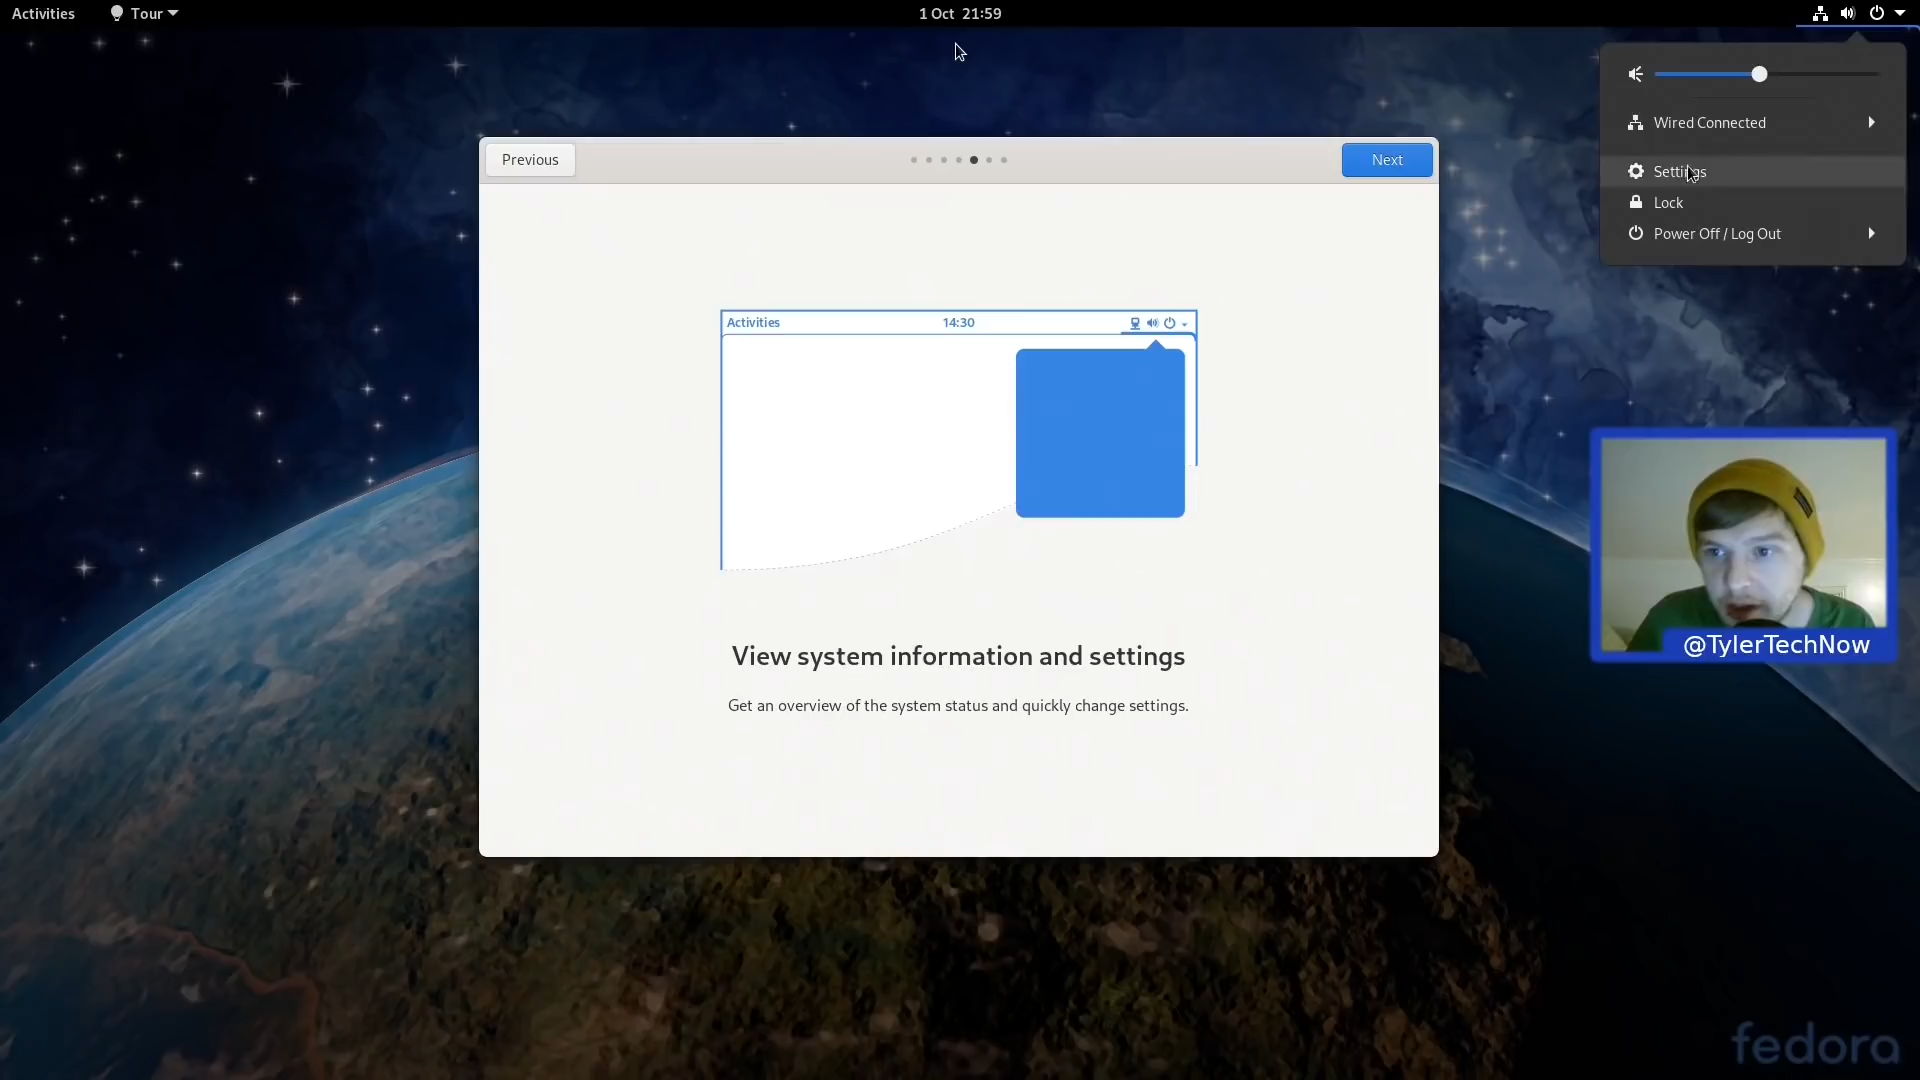 Activities
Tour
1 Oct 21:59
Wired Connected
Settings
Lock
Power Off / Log Out
Previous
Next
Activities
14:30
View system information and settings
Get an overview of the system status and quickly change settings.
@TylerTechNow
fedora